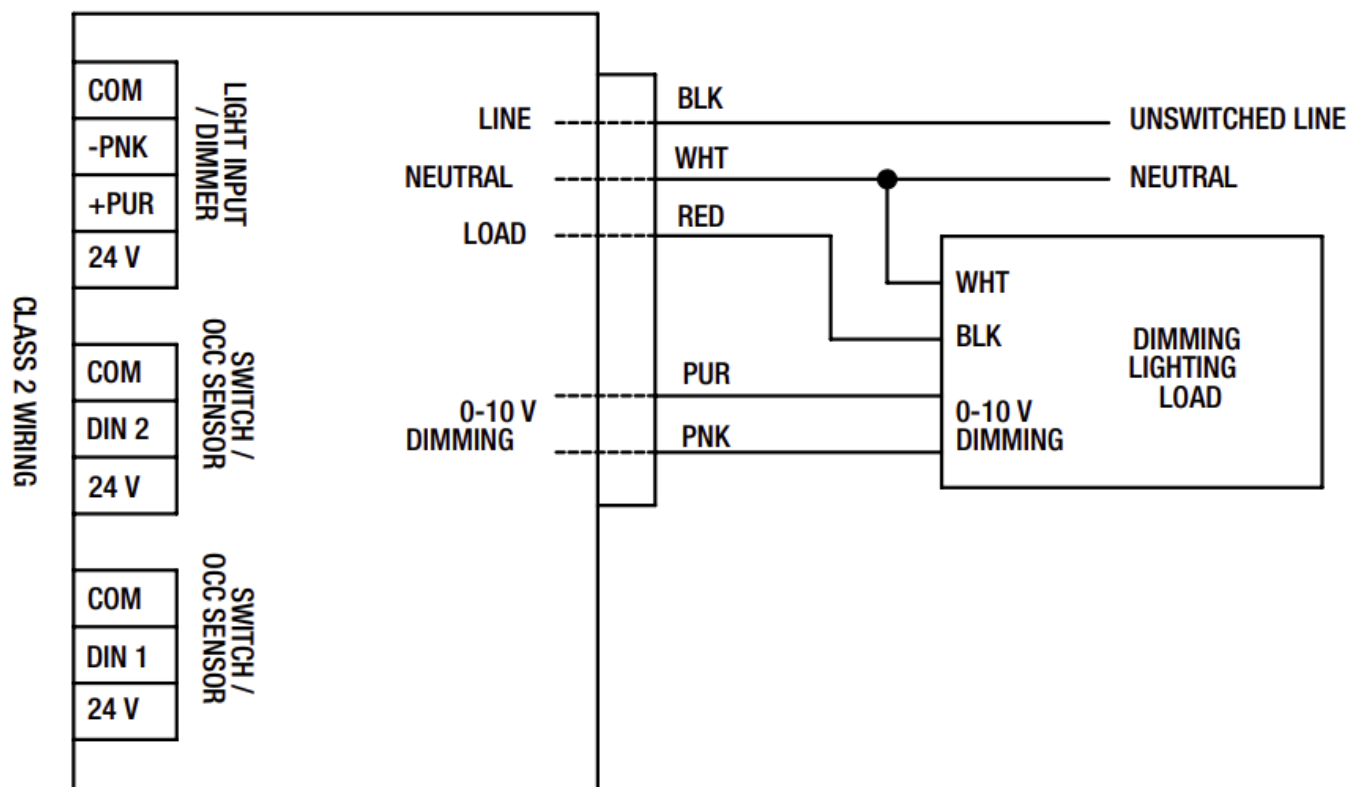 CLASS 2 WIRING
COM
-PNK
+PUR
24 V
LIGHT INPUT
/ DIMMER
COM
DIN 2
24 V
SWITCH /
OCC SENSOR
COM
DIN 1
24 V
SWITCH /
OCC SENSOR
LINE
NEUTRAL
LOAD
0-10 V
DIMMING
BLK
WHT
RED
PUR
PNK
UNSWITCHED LINE
NEUTRAL
WHT
BLK
0-10 V
DIMMING
DIMMING
LIGHTING
LOAD